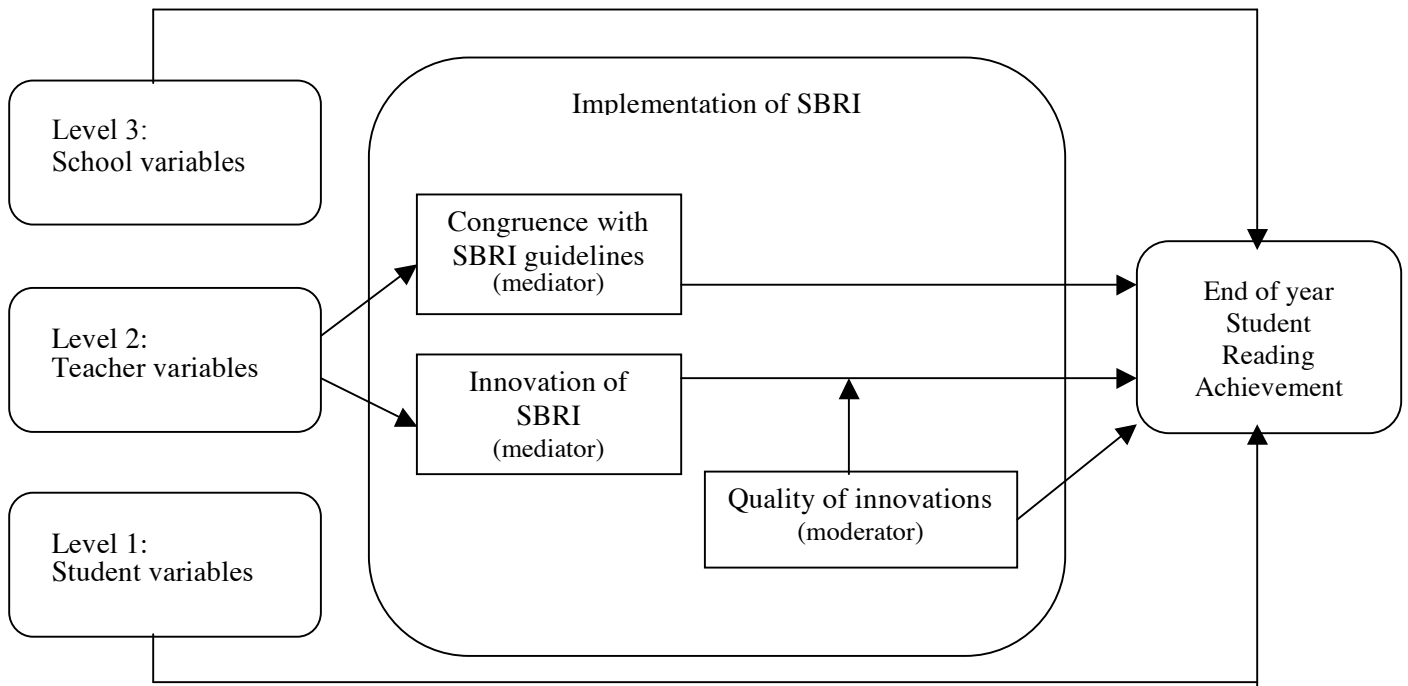 Implementation of SBRI
Level 3:
School variables
Congruence with
SBRI guidelines
(mediator)
Level 2:
Teacher variables
Innovation of
SBRI
(mediator)
End of year
Student
Reading
Achievement
Quality of innovations
(moderator)
Level 1:
Student variables